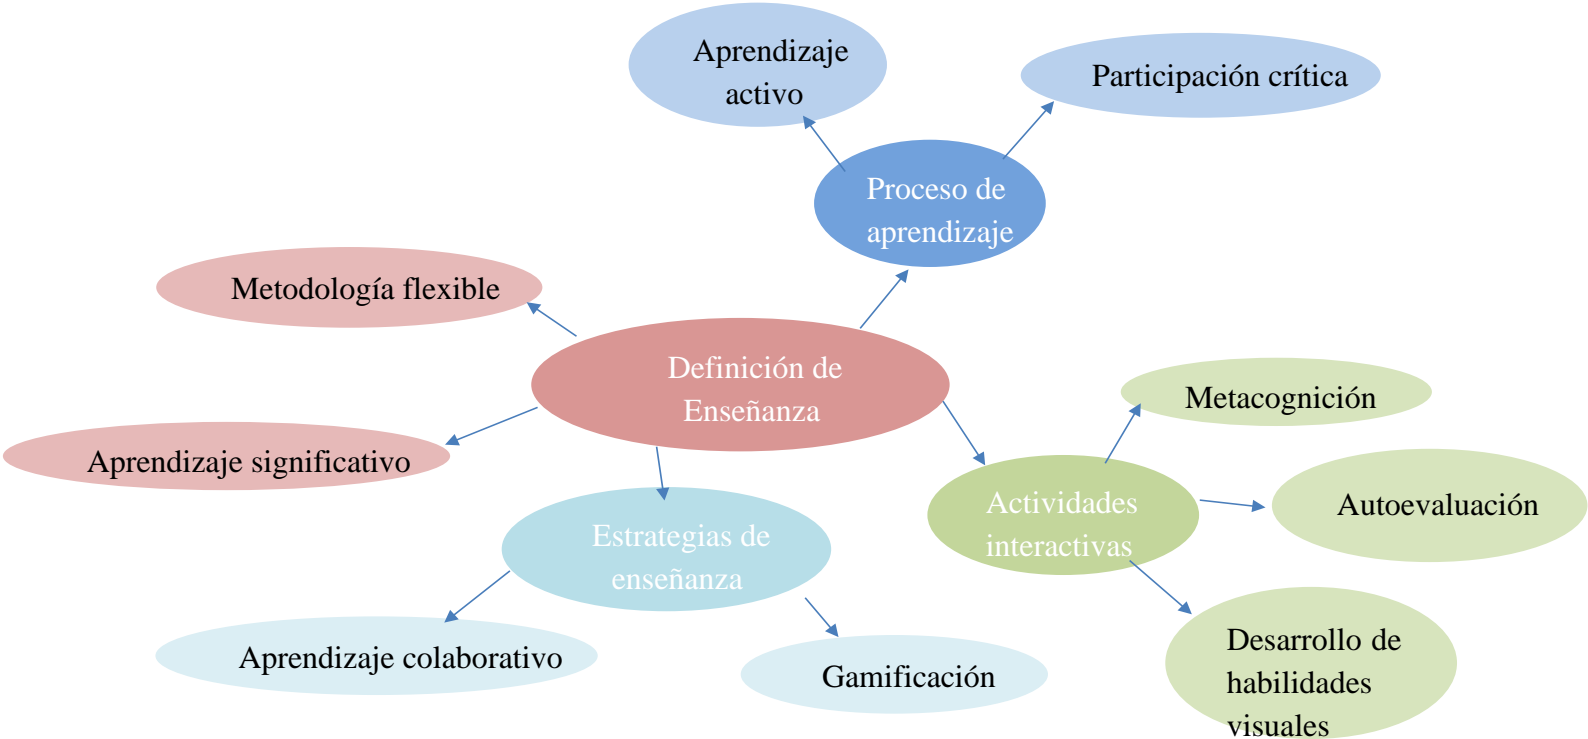 Aprendizaje
activo
Participación crítica
Proceso de
aprendizaje
Metodología flexible
Definición de
Enseñanza
Metacognición
Aprendizaje significativo
Actividades
interactivas
Autoevaluación
Estrategias de
enseñanza
Aprendizaje colaborativo
Gamificación
Desarrollo de
habilidades
visuales